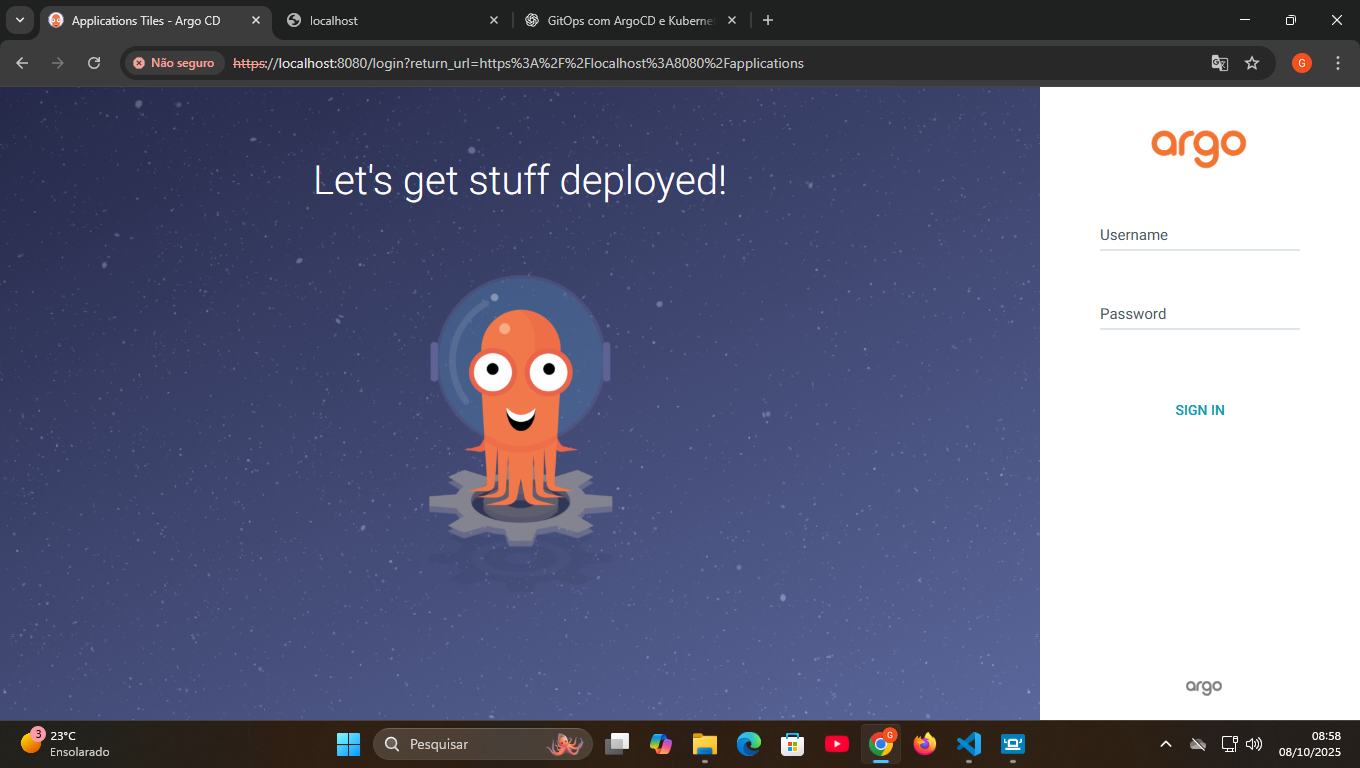 Applications Tiles - Argo CD
localhost
GitOps com ArgoCD e Kuberne
Não seguro
https://localhost:8080/login?return_url=https%3A%2F%2Flocalhost%3A8080%2Fapplications
G
Let's get stuff deployed!
argo
Username
Password
SIGN IN
argo
3
23°C
Ensolarado
Pesquisar
G
08:58
08/10/2025